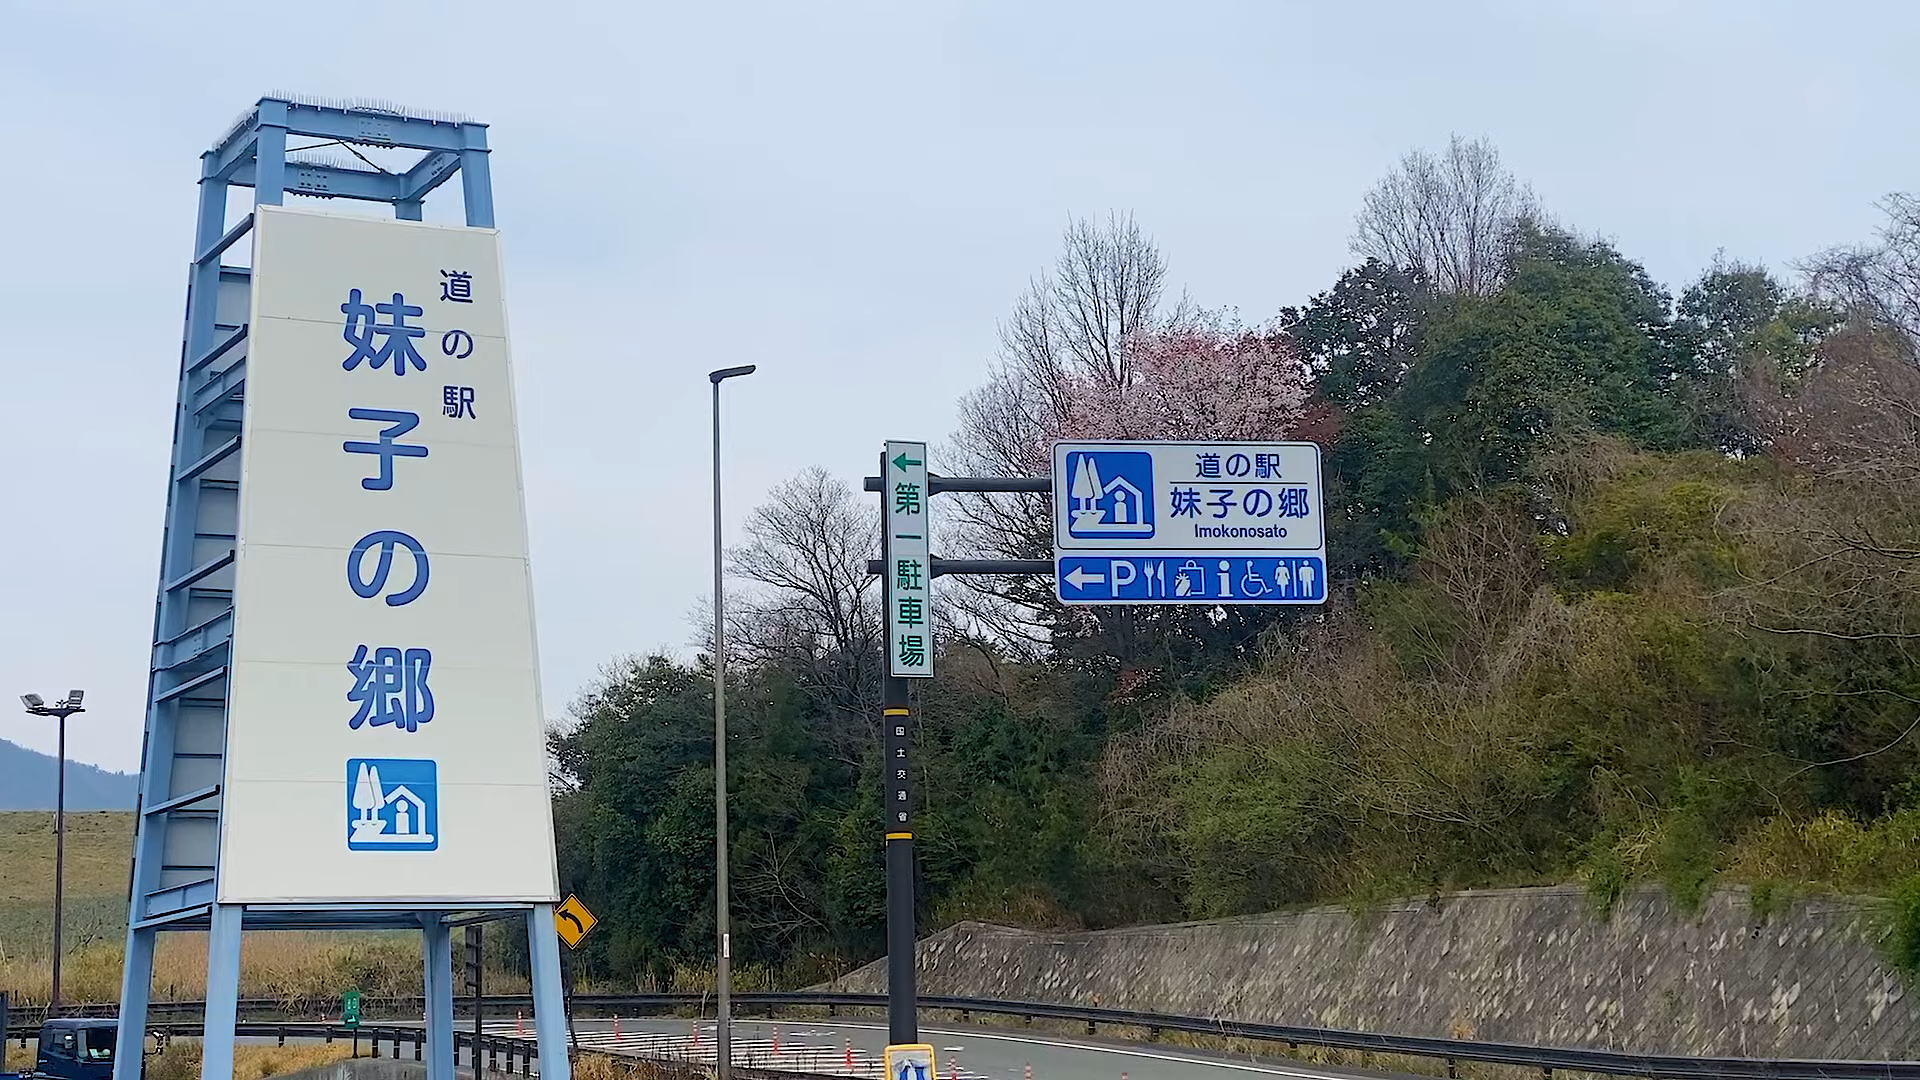 道の駅
妹子の郷
第一駐車場
道の駅
妹子の郷
Imokonosato
P
国土交通省